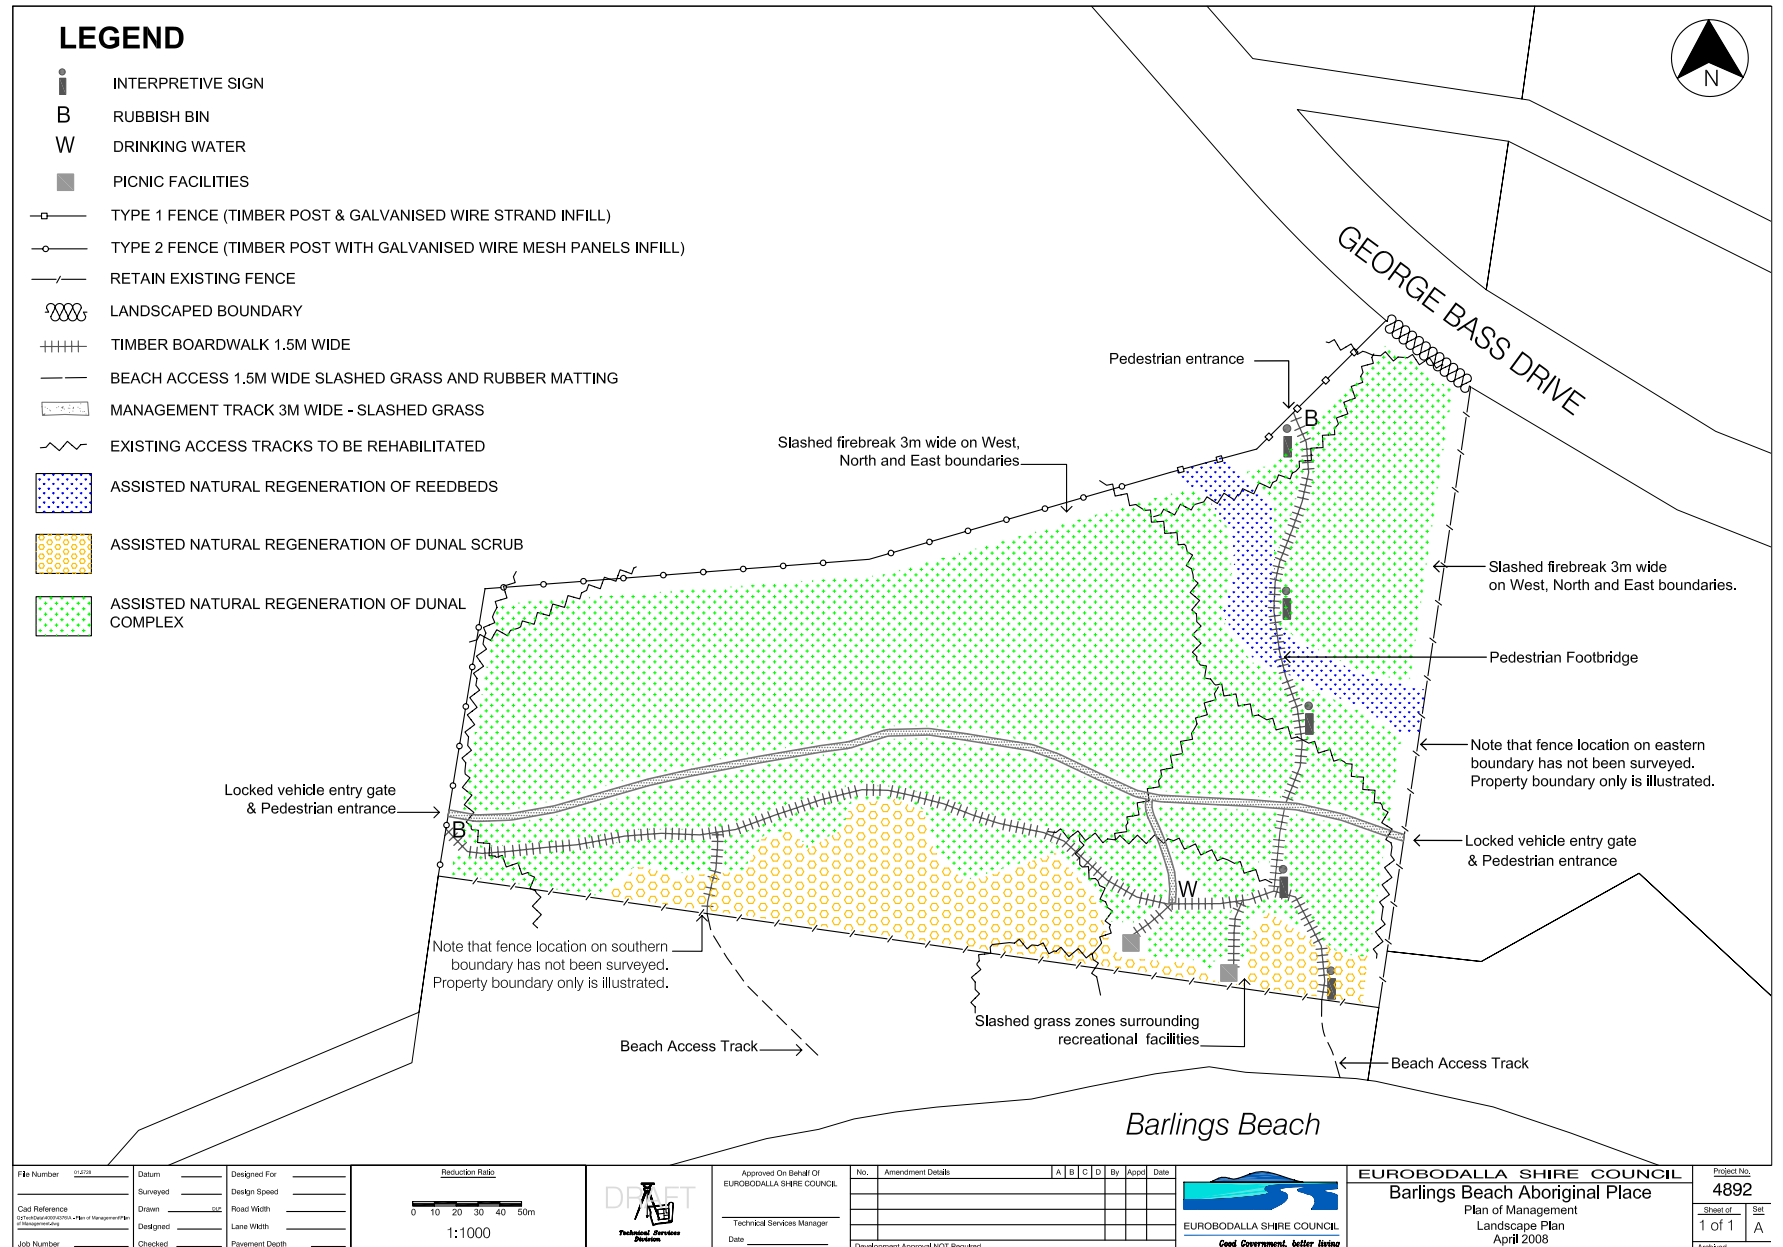 LEGEND
INTERPRETIVE SIGN
B RUBBISH BIN
W DRINKING WATER
PICNIC FACILITIES
TYPE 1 FENCE (TIMBER POST & GALVANISED WIRE STRAND INFILL)
TYPE 2 FENCE (TIMBER POST WITH GALVANISED WIRE MESH PANELS INFILL)
RETAIN EXISTING FENCE
LANDSCAPED BOUNDARY
TIMBER BOARDWALK 1.5M WIDE
BEACH ACCESS 1.5M WIDE SLASHED GRASS AND RUBBER MATTING
MANAGEMENT TRACK 3M WIDE - SLASHED GRASS
EXISTING ACCESS TRACKS TO BE REHABILITATED
ASSISTED NATURAL REGENERATION OF REEDBEDS
ASSISTED NATURAL REGENERATION OF DUNAL SCRUB
ASSISTED NATURAL REGENERATION OF DUNAL
COMPLEX
N
GEORGE BASS DRIVE
Pedestrian entrance
B
Slashed firebreak 3m wide on West,
North and East boundaries
Slashed firebreak 3m wide
on West, North and East boundaries.
Pedestrian Footbridge
Note that fence location on eastern
boundary has not been surveyed.
Property boundary only is illustrated.
Locked vehicle entry gate
& Pedestrian entrance
B
Locked vehicle entry gate
& Pedestrian entrance
W
Note that fence location on southern
boundary has not been surveyed.
Property boundary only is illustrated.
Slashed grass zones surrounding
recreational facilities
Beach Access Track
Beach Access Track
Barlings Beach
File Number
Cad Reference
Job Number
Datum
Surveyed
Drawn
Designed
Checked
Designed For
Design Speed
Road Width
Lane Width
Pavement Depth
Reduction Ratio
0 10 20 30 40 50m
1:1000
DRAFT
Technical Services
Division
Approved On Behalf Of
EUROBODALLA SHIRE COUNCIL
Technical Services Manager
Date
No. Amendment Details A B C D By Appd Date
Development Approval NOT Required
EUROBODALLA SHIRE COUNCIL
Good Government, better living
EUROBODALLA SHIRE COUNCIL
Barlings Beach Aboriginal Place
Plan of Management
Landscape Plan
April 2008
Project No.
4892
Sheet of Set
1 of 1 A
Archived